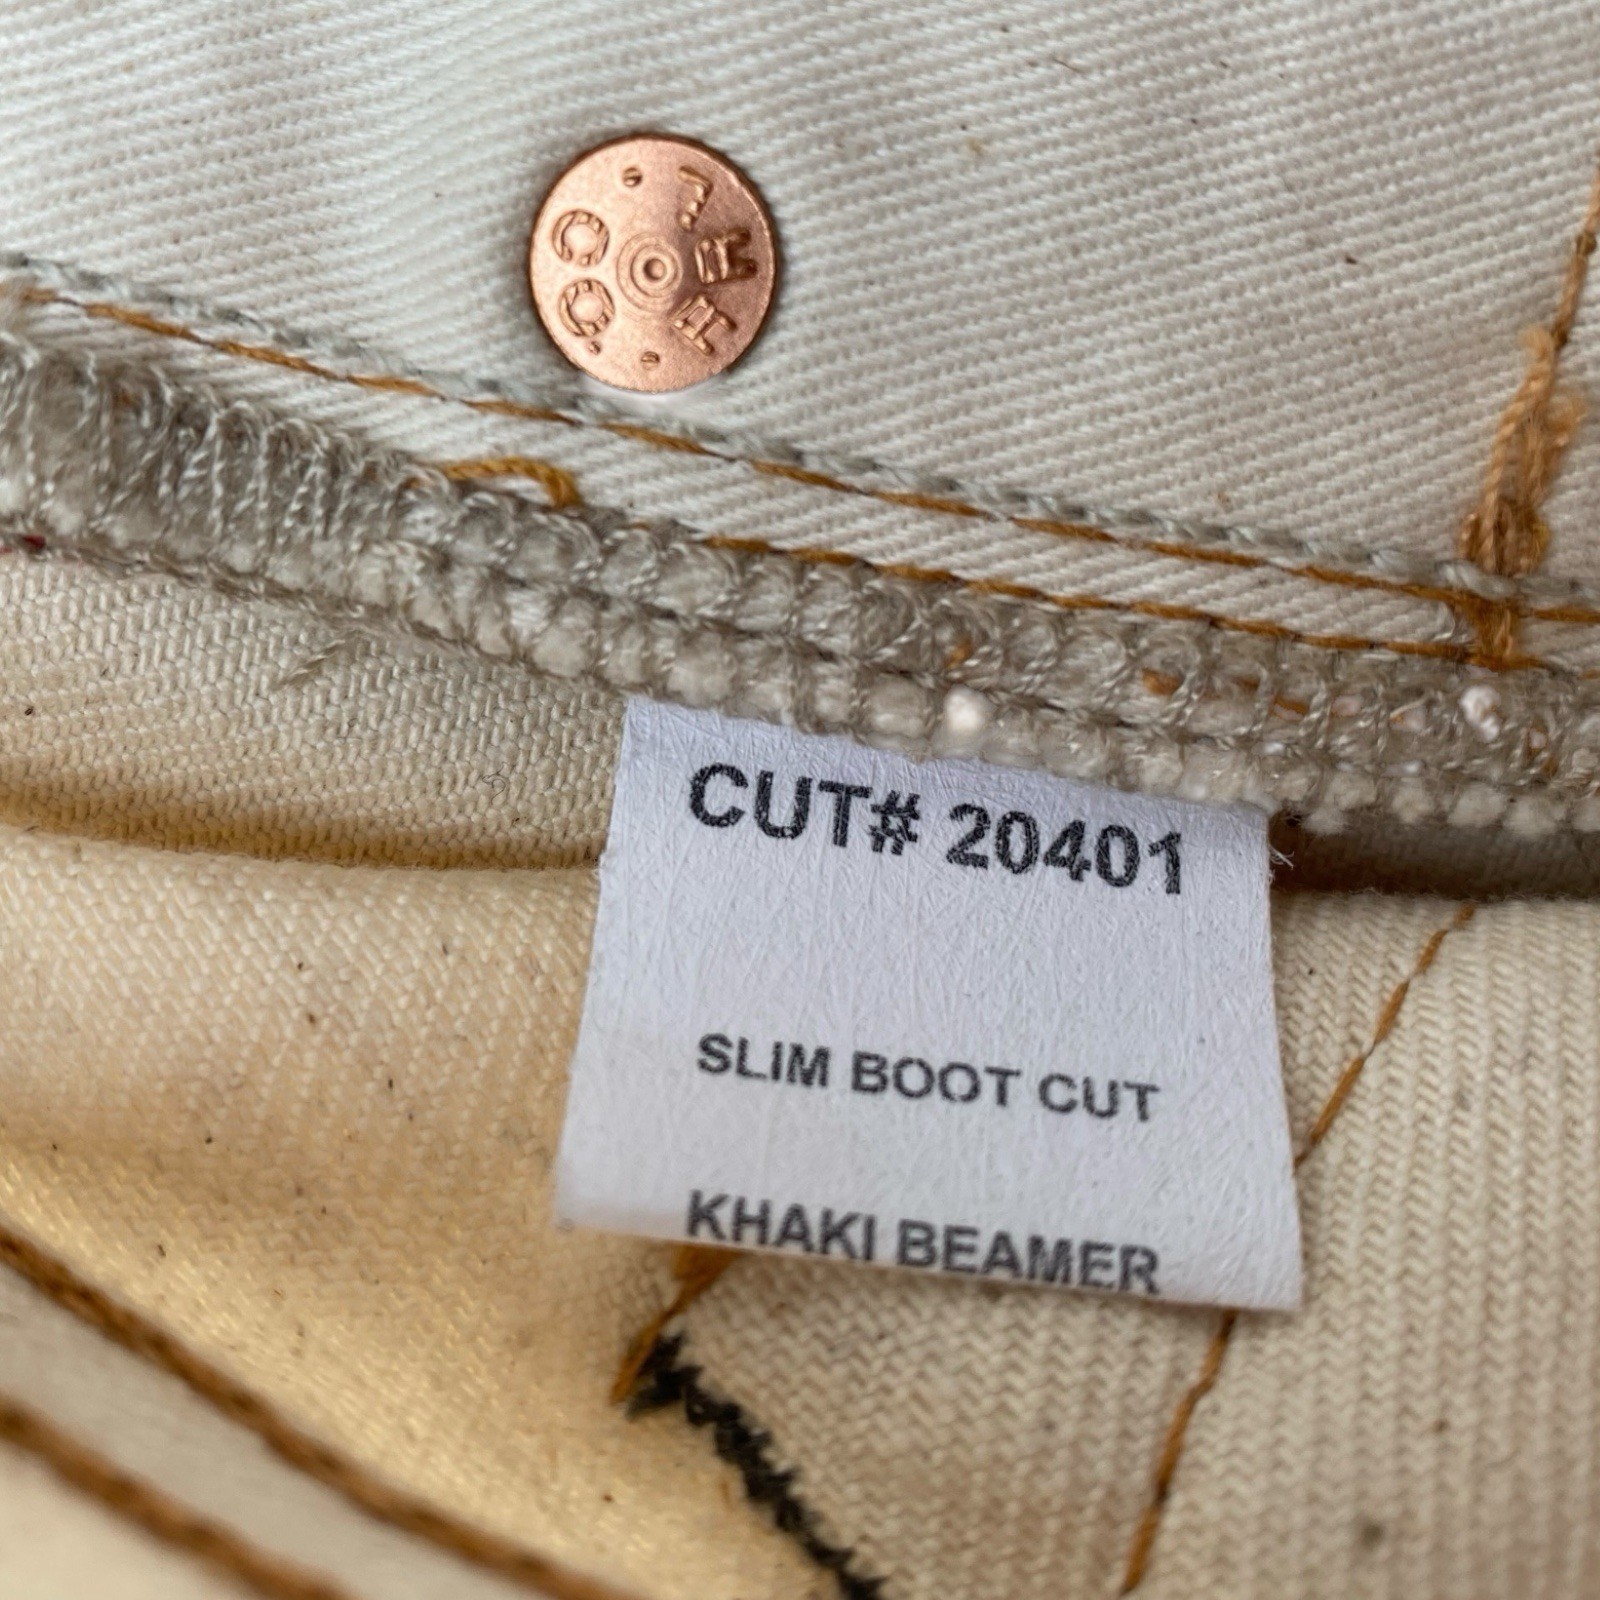 CUT# 20401
SLIM BOOT CUT
KHAKI BEAMER